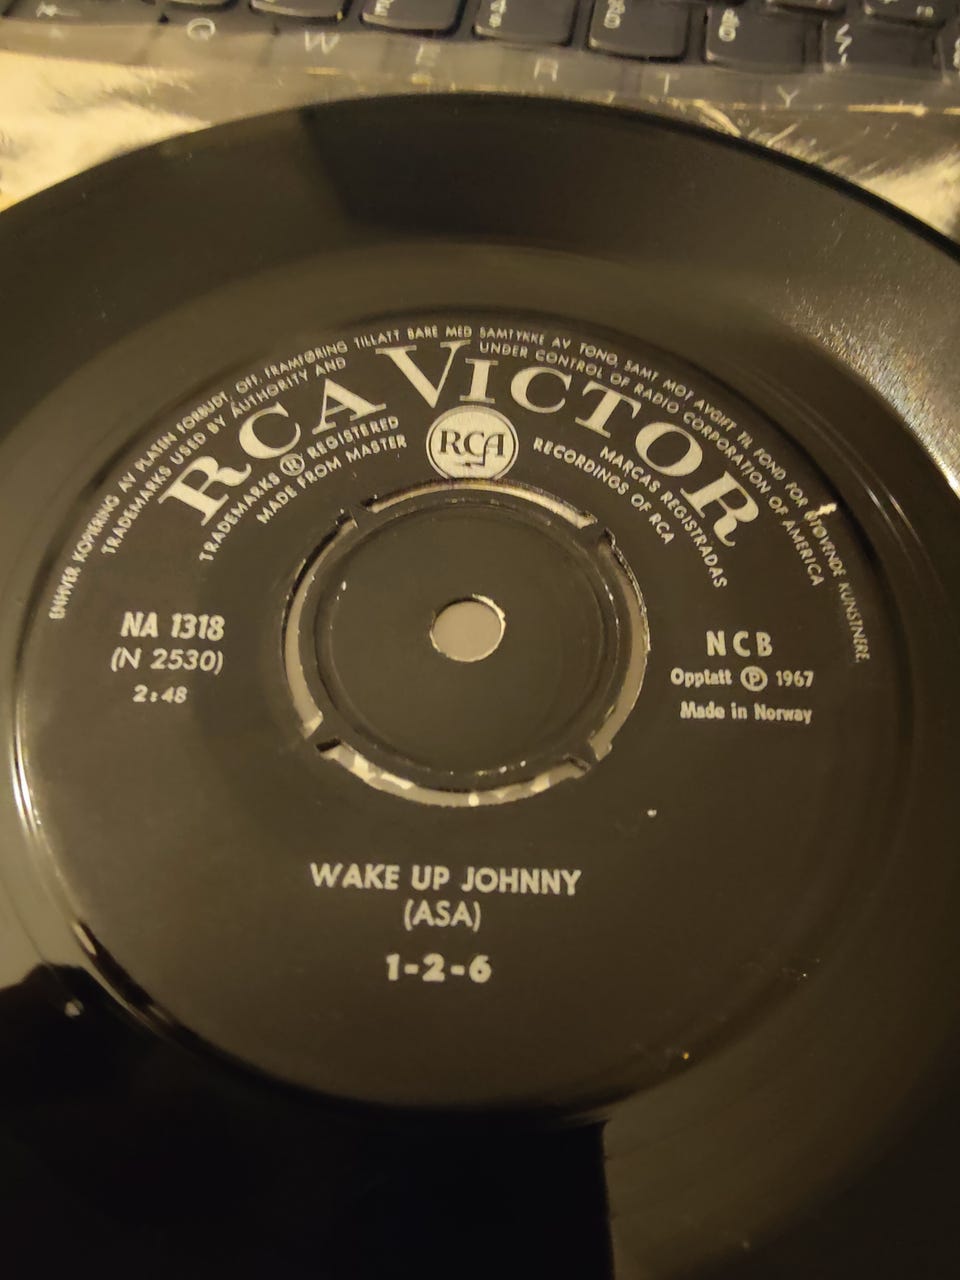 Q W E R T Y
ENHVER KOPIERING AV PLATEN FORBUDT. OFF. FRAMFØRING TILLATT BARE MED SAMTYKKE AV TONO, SAMT MOT AVGIFT TIL FOND FOR UTØVENDE KUNSTNERE.
TRADEMARKS USED BY AUTHORITY AND UNDER CONTROL OF RADIO CORPORATION OF AMERICA
RCA VICTOR
TRADEMARKS ® REGISTERED
MARCAS REGISTRADAS
MADE FROM MASTER
RECORDINGS OF RCA
RCA
NA 1318
(N 2530)
2:48
NCB
Opptatt ℗ 1967
Made in Norway
WAKE UP JOHNNY
(ASA)
1-2-6